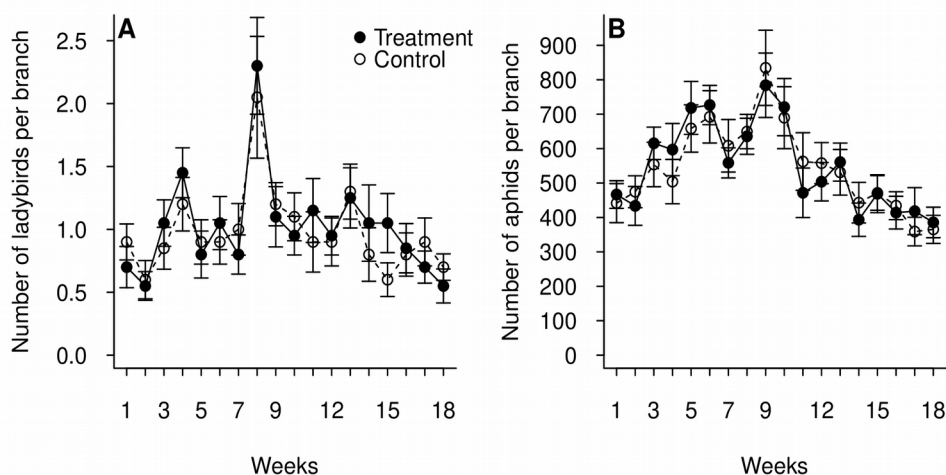 A
Treatment
Control
Number of ladybirds per branch
2.5
2.0
1.5
1.0
0.5
0.0
1 3 5 7 9 12 15 18
Weeks
B
Number of aphids per branch
900
800
700
600
500
400
300
200
100
0
1 3 5 7 9 12 15 18
Weeks